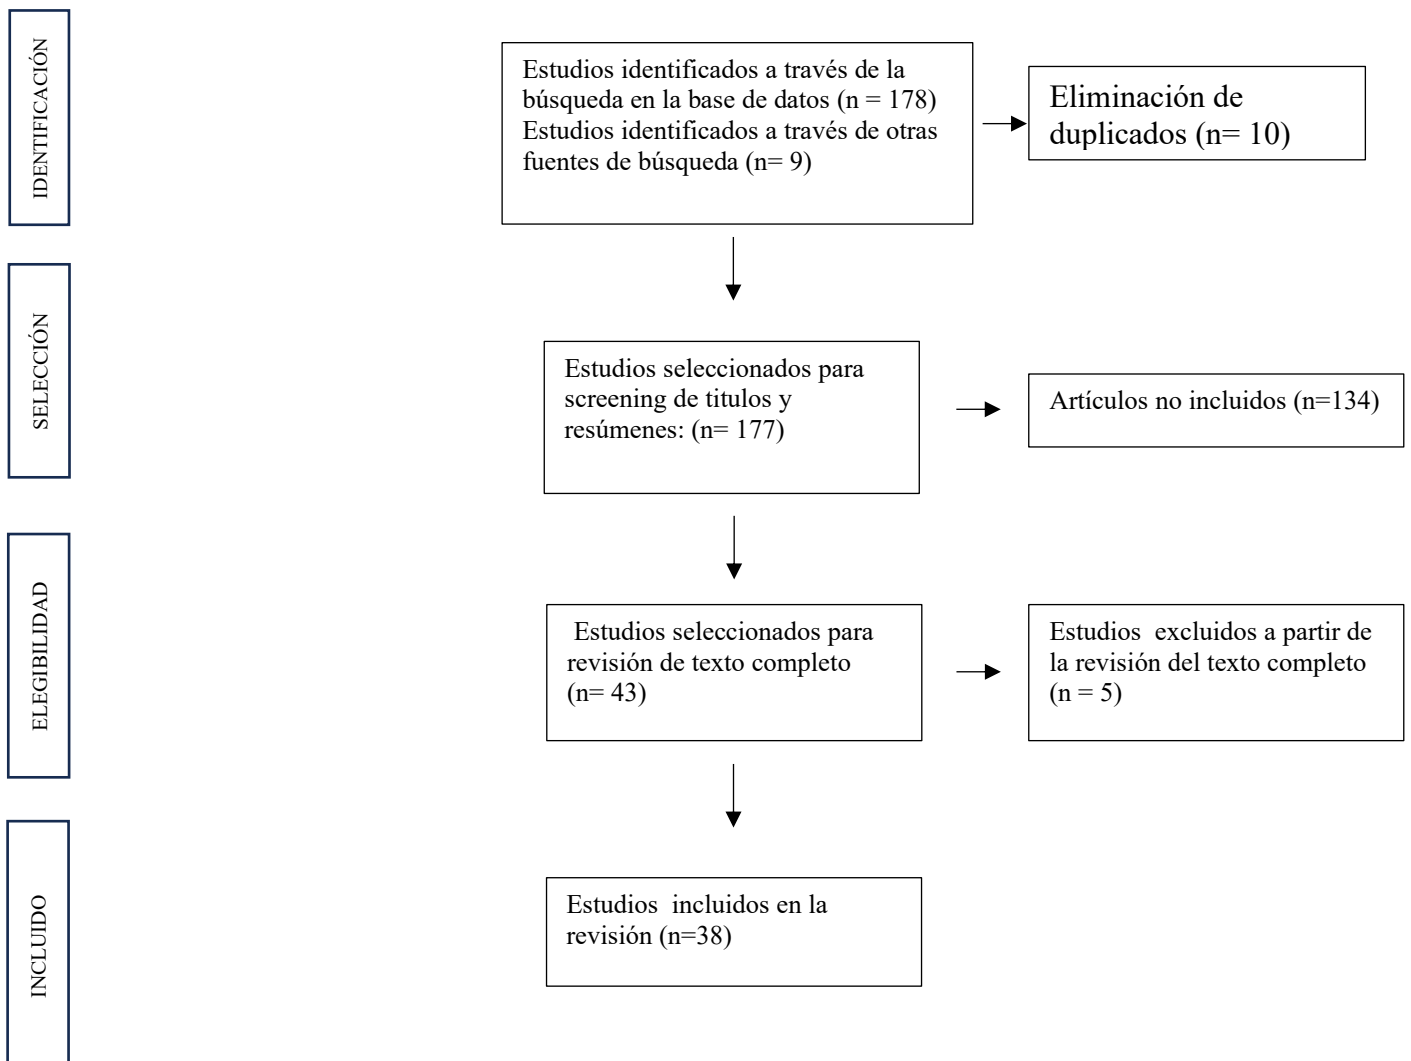 IDENTIFICACIÓN
Estudios identificados a través de la
búsqueda en la base de datos (n = 178)
Estudios identificados a través de otras
fuentes de búsqueda (n= 9)
Eliminación de
duplicados (n= 10)
SELECCIÓN
Estudios seleccionados para
screening de titulos y
resúmenes: (n= 177)
Artículos no incluidos (n=134)
ELEGIBILIDAD
Estudios seleccionados para
revisión de texto completo
(n= 43)
Estudios  excluidos a partir de
la revisión del texto completo
(n = 5)
INCLUIDO
Estudios  incluidos en la
revisión (n=38)